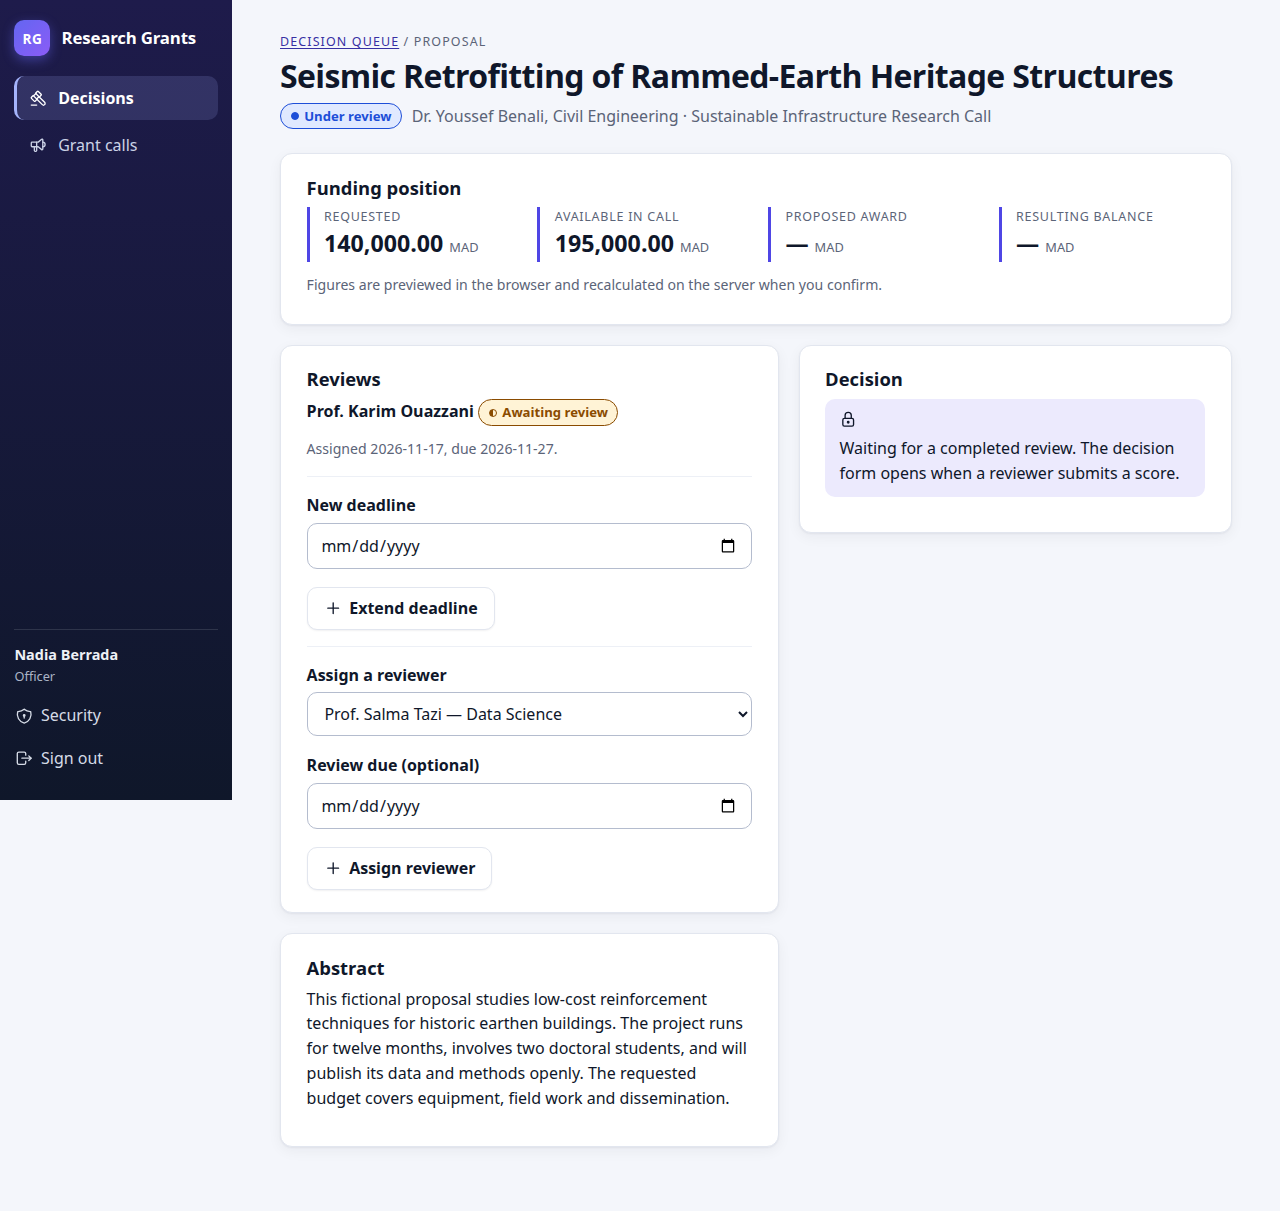 RG Research Grants
Decisions
Grant calls
Nadia Berrada
Officer
Security
Sign out
DECISION QUEUE / PROPOSAL
Seismic Retrofitting of Rammed-Earth Heritage Structures
Under review Dr. Youssef Benali, Civil Engineering · Sustainable Infrastructure Research Call
Funding position
REQUESTED
140,000.00 MAD
AVAILABLE IN CALL
195,000.00 MAD
PROPOSED AWARD
— MAD
RESULTING BALANCE
— MAD
Figures are previewed in the browser and recalculated on the server when you confirm.
Reviews
Prof. Karim Ouazzani Awaiting review
Assigned 2026-11-17, due 2026-11-27.
New deadline
mm/dd/yyyy
Extend deadline
Assign a reviewer
Prof. Salma Tazi — Data Science
Review due (optional)
mm/dd/yyyy
Assign reviewer
Abstract
This fictional proposal studies low-cost reinforcement
techniques for historic earthen buildings. The project runs
for twelve months, involves two doctoral students, and will
publish its data and methods openly. The requested
budget covers equipment, field work and dissemination.
Decision
Waiting for a completed review. The decision
form opens when a reviewer submits a score.